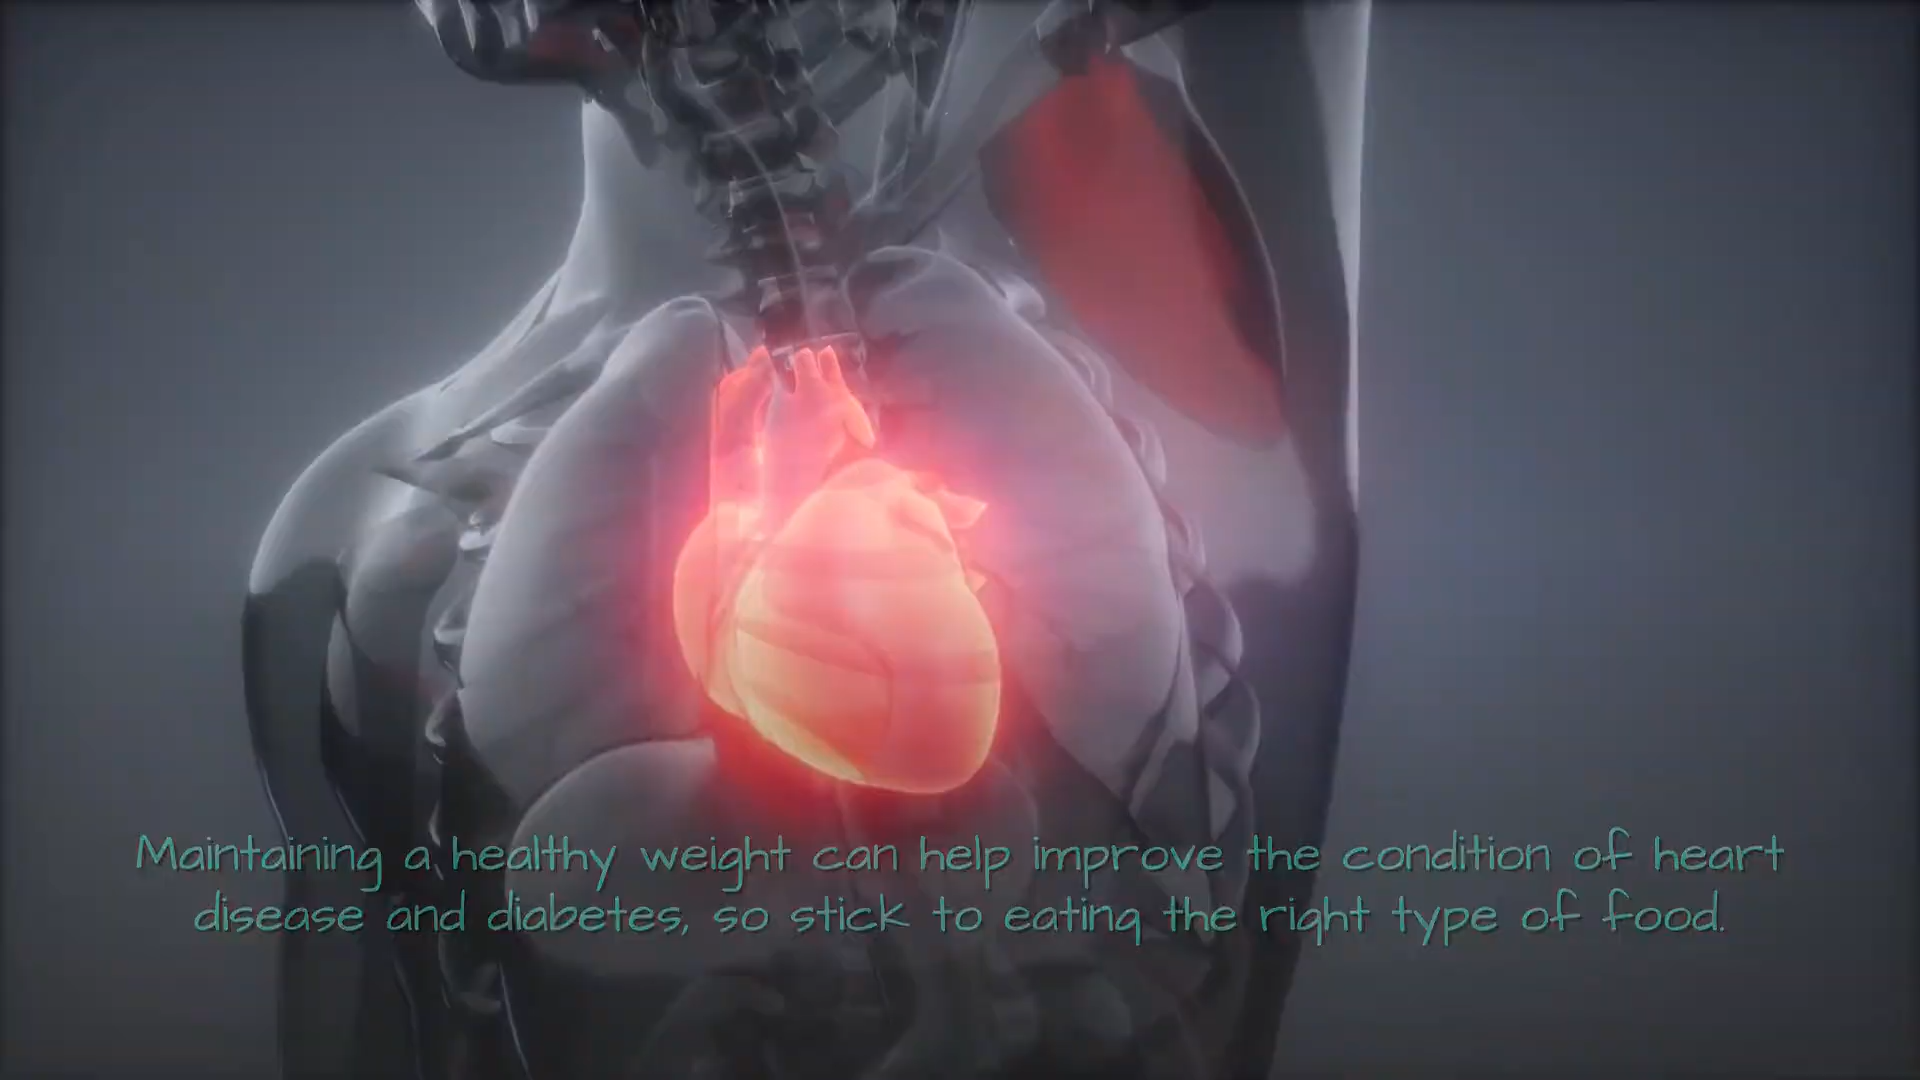 Maintaining a healthy weight can help improve the condition of heart
disease and diabetes, so stick to eating the right type of food.